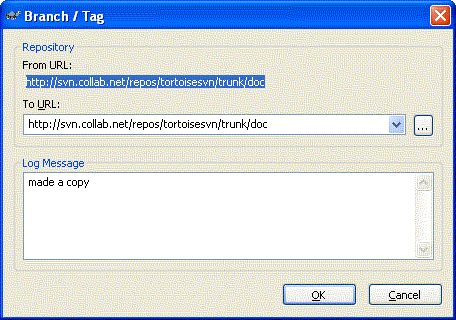 Branch / Tag
Repository
From URL:
http://svn.collab.net/repos/tortoisesvn/trunk/doc
To URL:
http://svn.collab.net/repos/tortoisesvn/trunk/doc
...
Log Message
made a copy
OK
Cancel